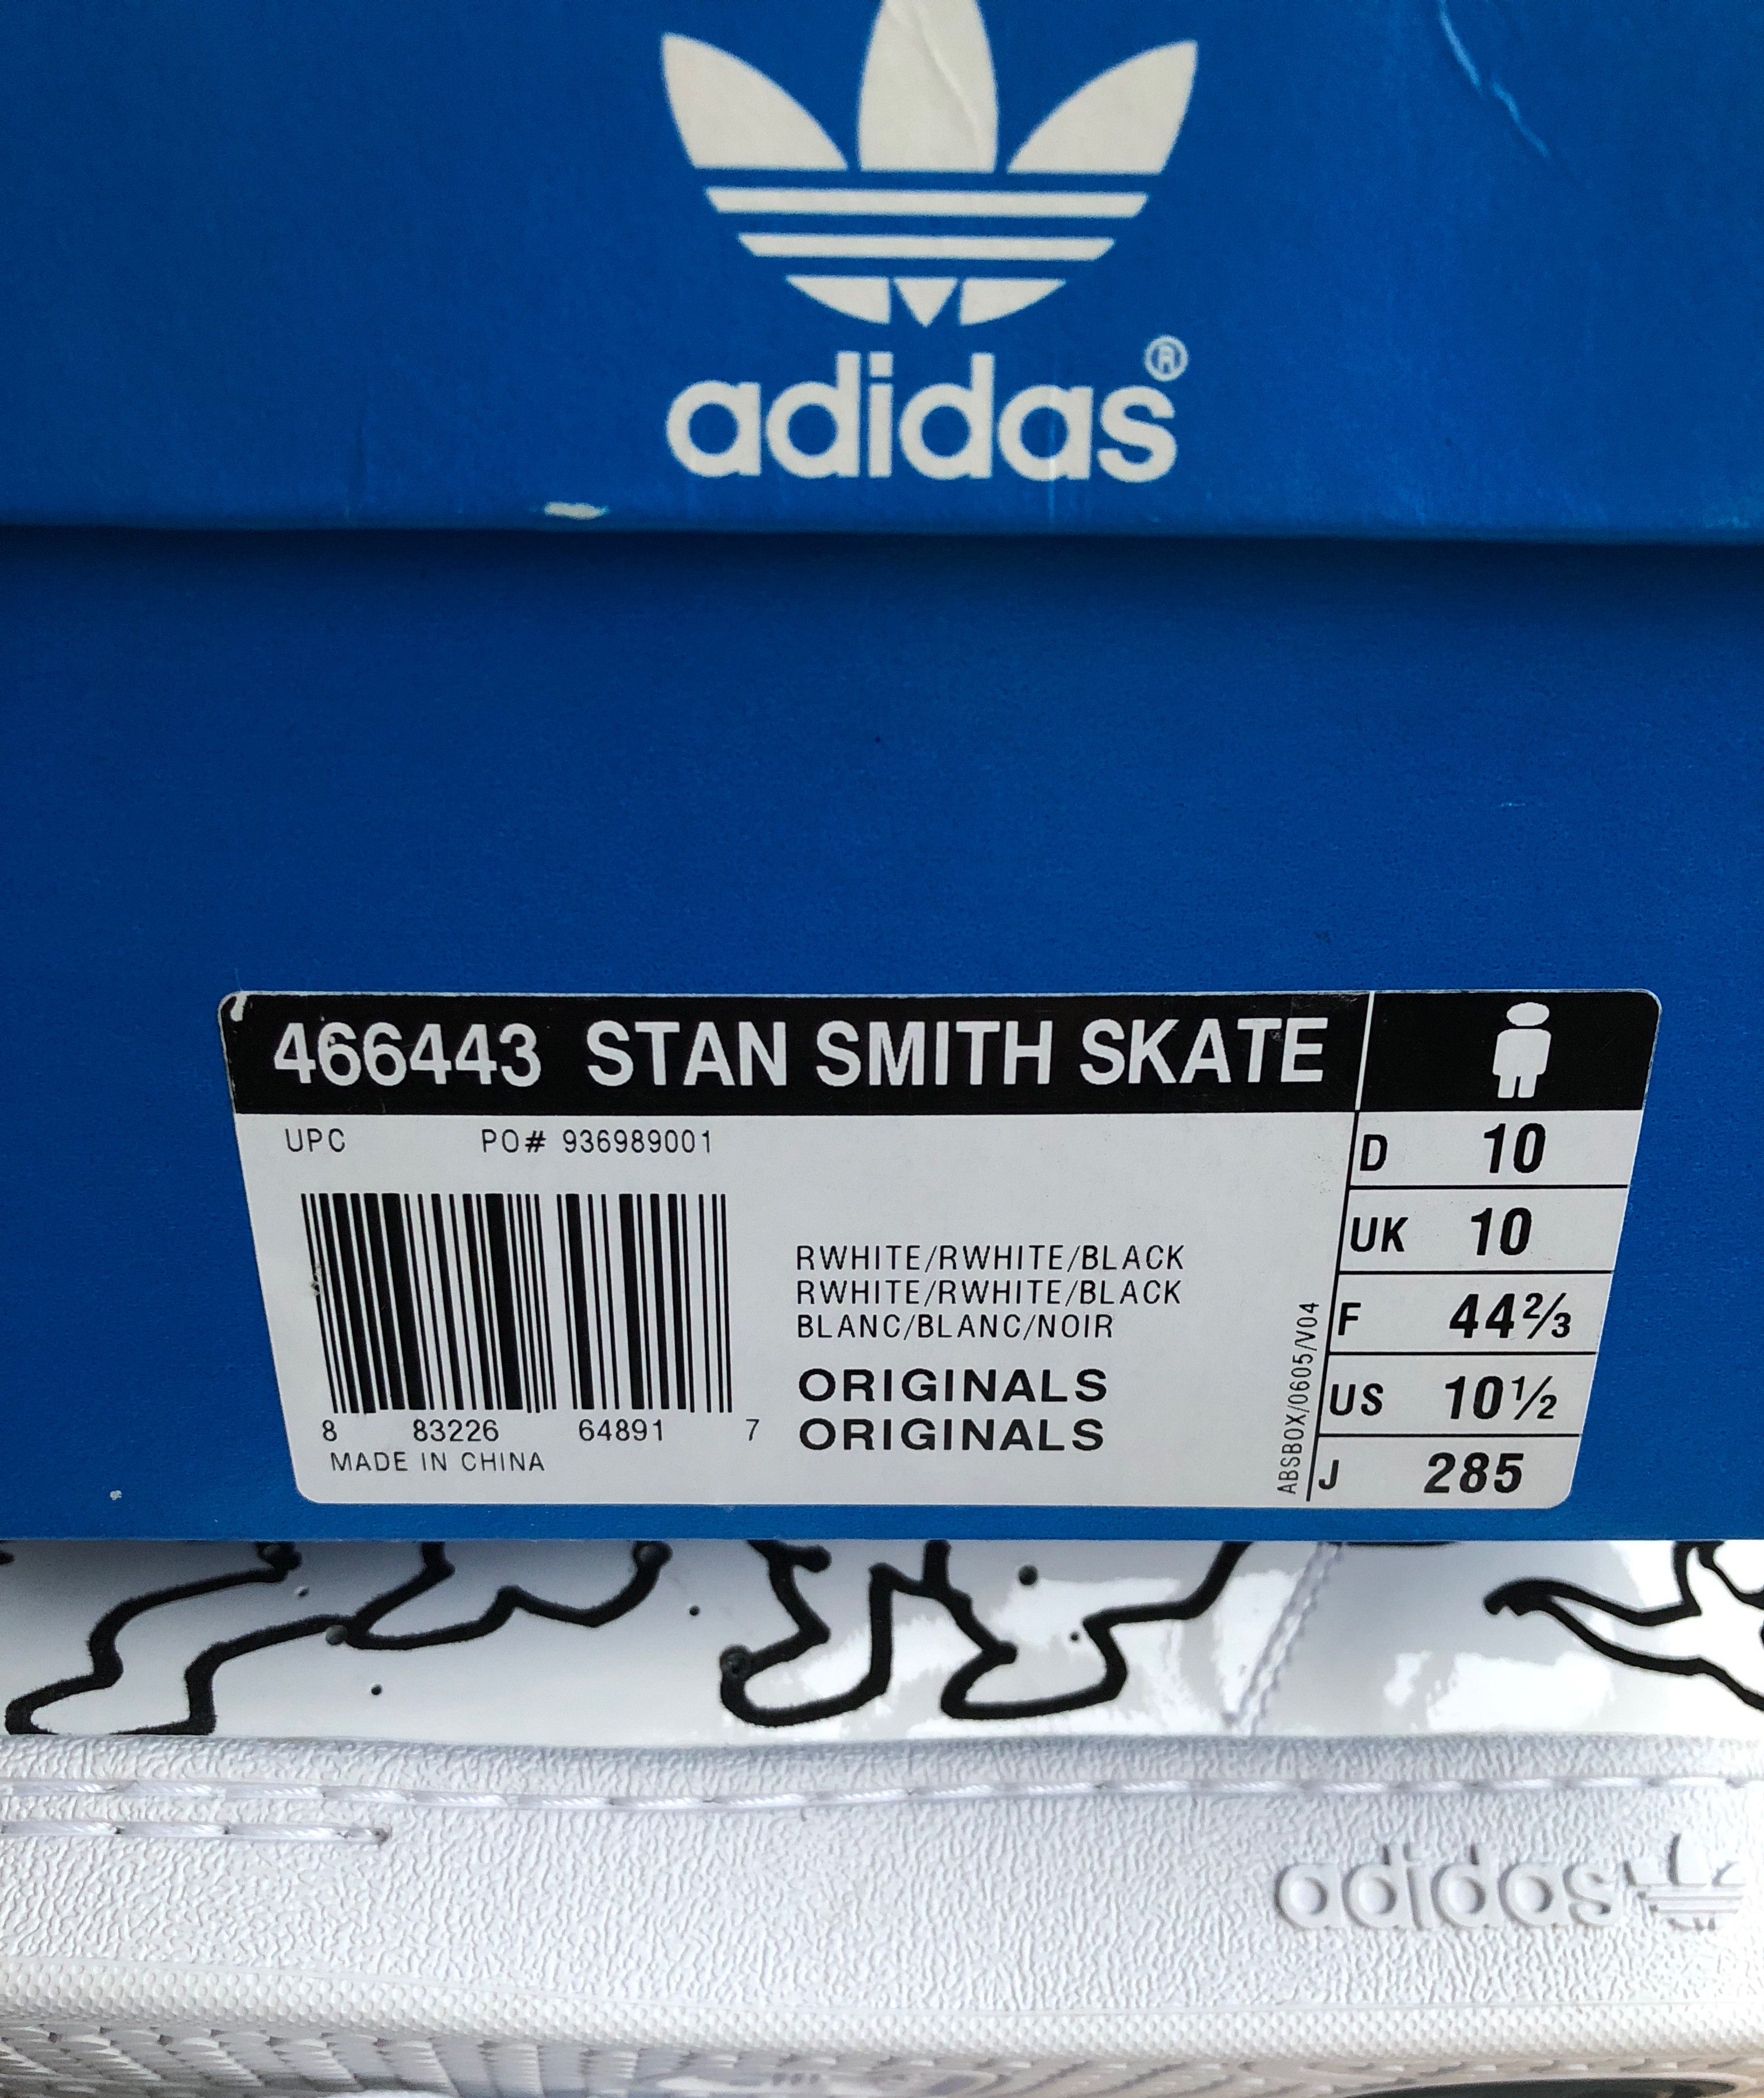 adidas®
466443 STAN SMITH SKATE
UPC PO# 936989001
8 83226 64891 7
MADE IN CHINA
RWHITE/RWHITE/BLACK
RWHITE/RWHITE/BLACK
BLANC/BLANC/NOIR
ORIGINALS
ORIGINALS
ABSBOX/0605/V04
D 10
UK 10
F 44⅔
US 10½
J 285
adidas